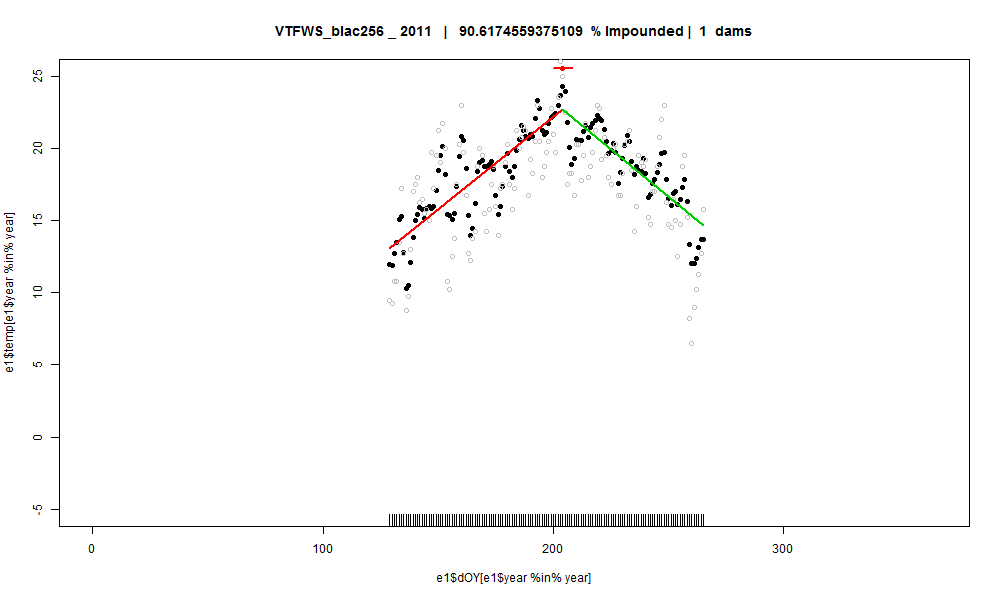 VTFWS_blac256 _ 2011 | 90.6174559375109 % Impounded | 1 dams
25
20
15
10
5
0
-5
e1$temp[e1$year %in% year]
0 100 200 300
e1$dOY[e1$year %in% year]